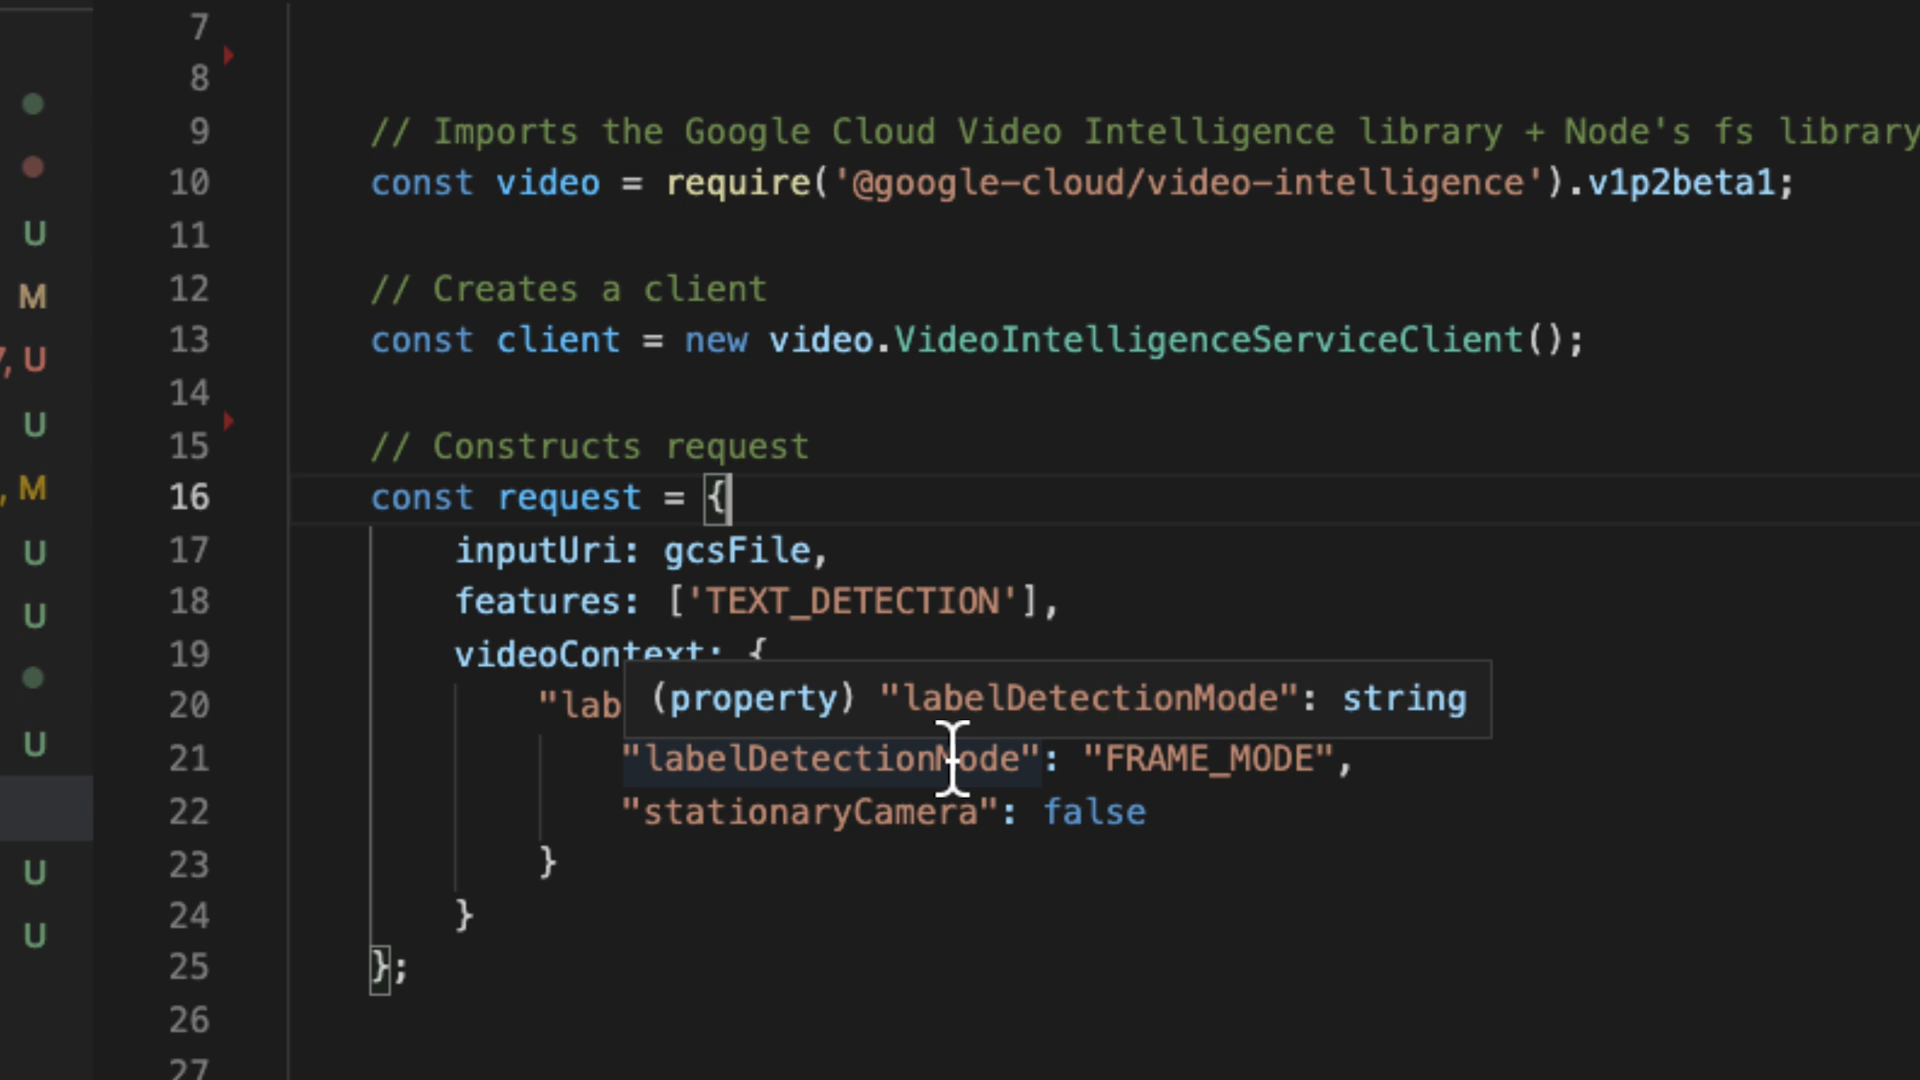 7
8
9 // Imports the Google Cloud Video Intelligence library + Node's fs library
10 const video = require('@google-cloud/video-intelligence').v1p2beta1;
11
12 // Creates a client
13 const client = new video.VideoIntelligenceServiceClient();
14
15 // Constructs request
16 const request = {
17 inputUri: gcsFile,
18 features: ['TEXT_DETECTION'],
19 videoContext: {
(property) "labelDetectionMode": string
20 "lab
21 "labelDetectionMode": "FRAME_MODE",
22 "stationaryCamera": false
23 }
24 }
25 };
26
27
U
M
, U
U
, M
U
U
U
U
U